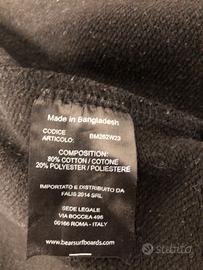 Made in Bangladesh
CODICE
ARTICOLO: BM262W23
COMPOSITION:
80% COTTON / COTONE
20% POLYESTER / POLIESTERE
IMPORTATO E DISTRIBUITO DA
FALIS 2014 SRL
SEDE LEGALE
VIA BOCCEA 496
00166 ROMA - ITALY
www.bearsurfboards.com
subito